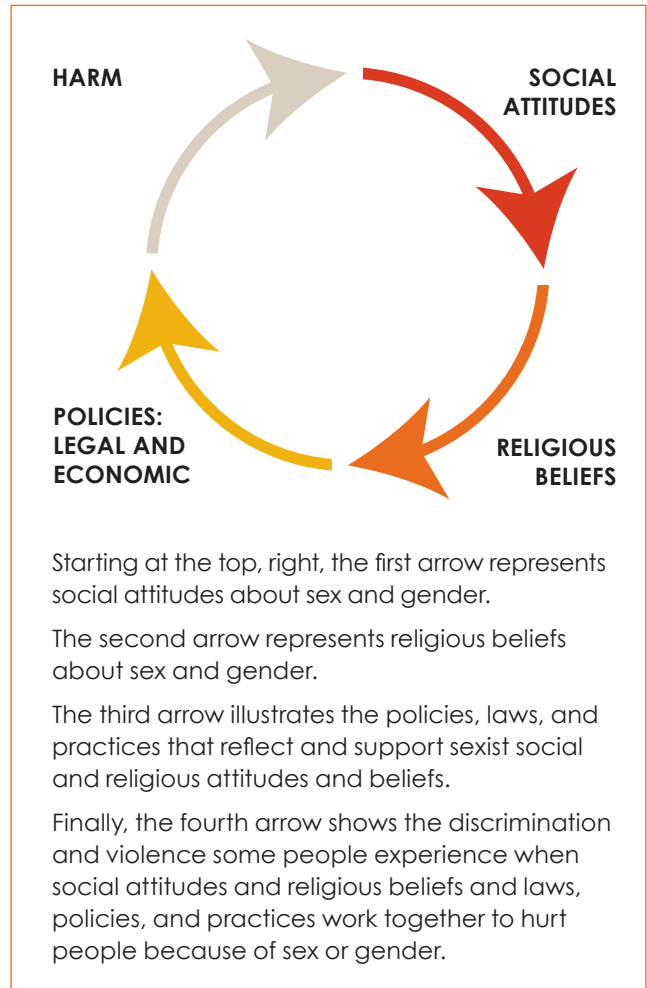 HARM
SOCIAL
ATTITUDES
POLICIES:
LEGAL AND
ECONOMIC
RELIGIOUS
BELIEFS
Starting at the top, right, the first arrow represents
social attitudes about sex and gender.
The second arrow represents religious beliefs
about sex and gender.
The third arrow illustrates the policies, laws, and
practices that reflect and support sexist social
and religious attitudes and beliefs.
Finally, the fourth arrow shows the discrimination
and violence some people experience when
social attitudes and religious beliefs and laws,
policies, and practices work together to hurt
people because of sex or gender.